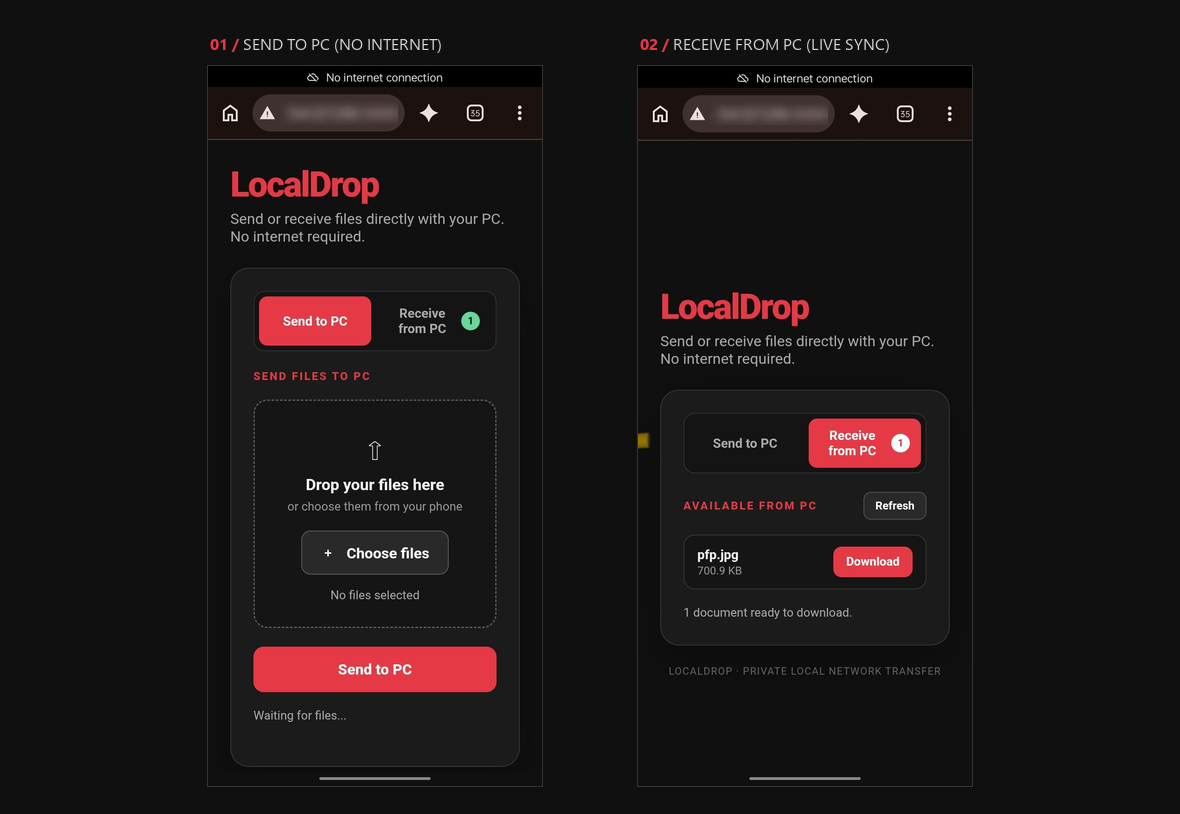 01 / SEND TO PC (NO INTERNET)
No internet connection
35
LocalDrop
Send or receive files directly with your PC.
No internet required.
Send to PC
Receive
from PC
1
SEND FILES TO PC
⇧
Drop your files here
or choose them from your phone
+ Choose files
No files selected
Send to PC
Waiting for files...
02 / RECEIVE FROM PC (LIVE SYNC)
No internet connection
35
LocalDrop
Send or receive files directly with your PC.
No internet required.
Send to PC
Receive
from PC
1
AVAILABLE FROM PC
Refresh
pfp.jpg
700.9 KB
Download
1 document ready to download.
LOCALDROP · PRIVATE LOCAL NETWORK TRANSFER